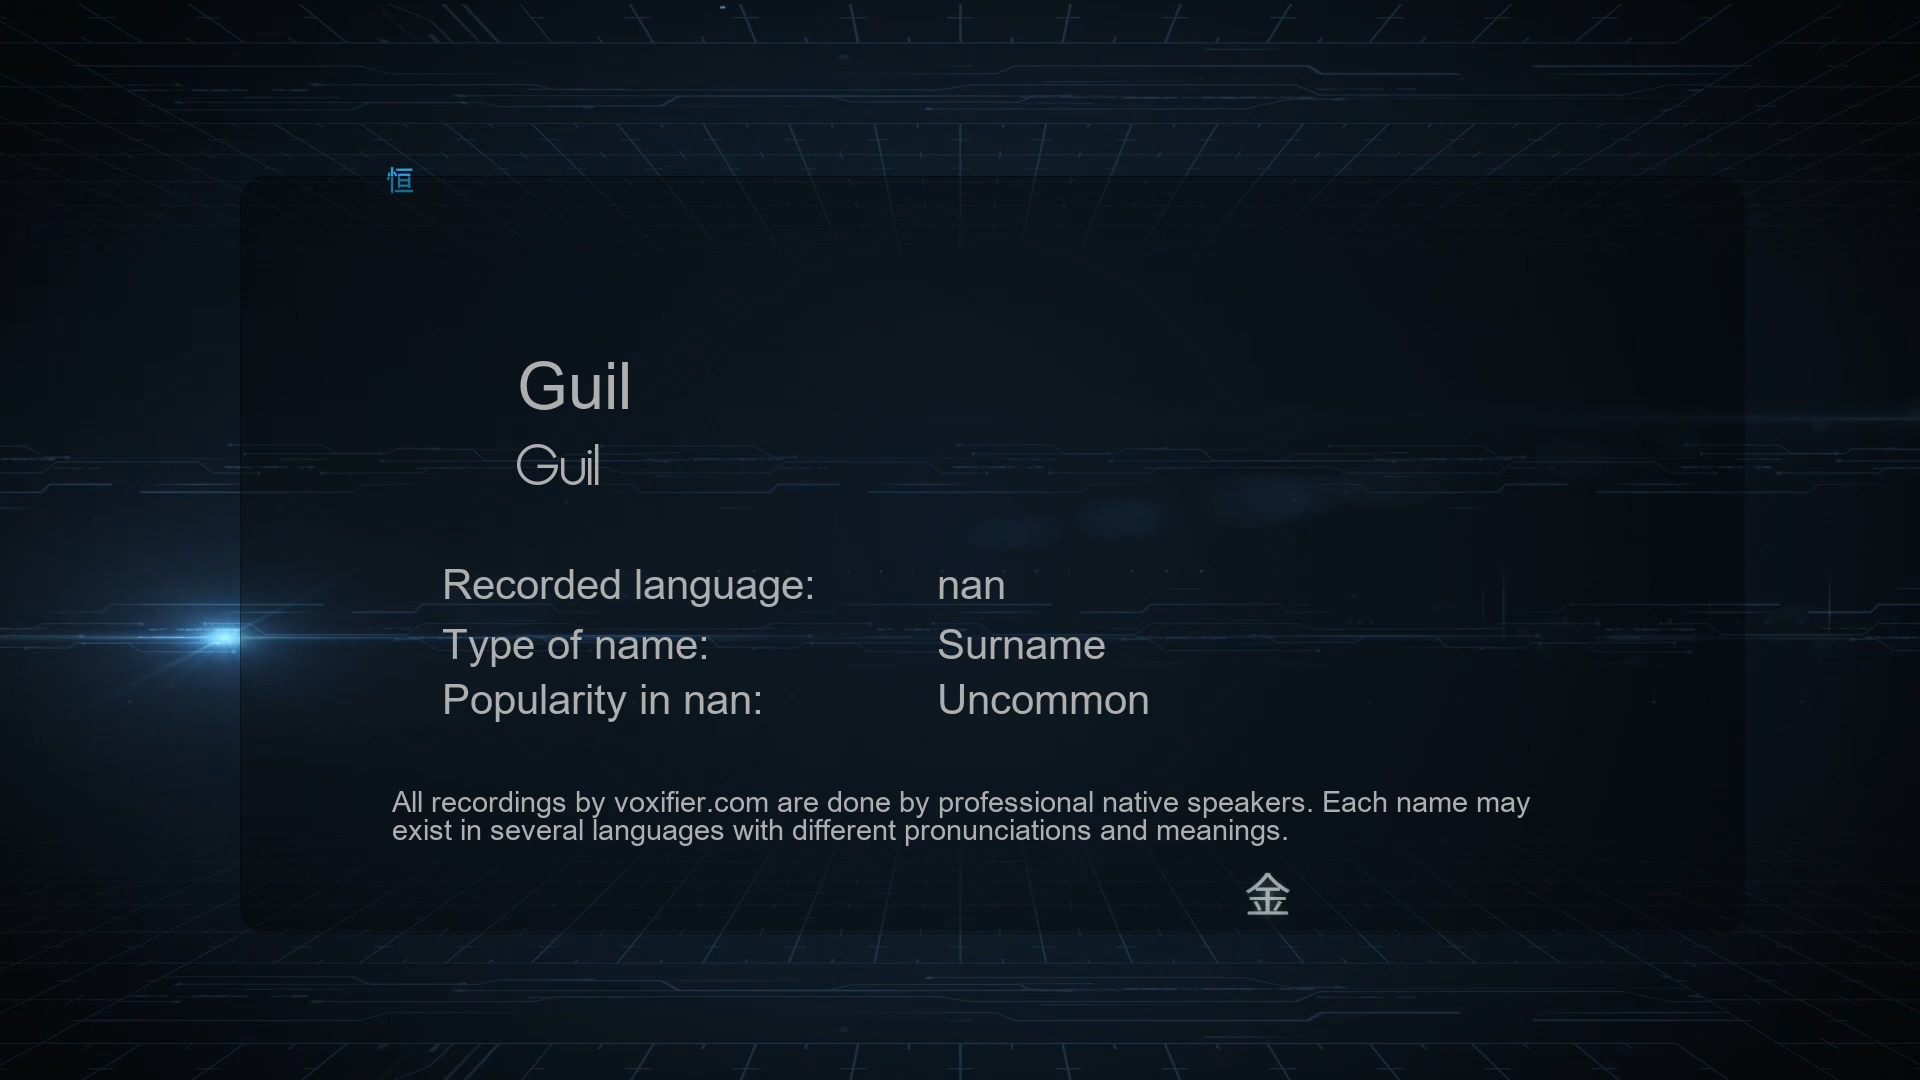 恒
Guil
Guil
Recorded language: nan
Type of name: Surname
Popularity in nan: Uncommon
All recordings by voxifier.com are done by professional native speakers. Each name may
exist in several languages with different pronunciations and meanings.
金